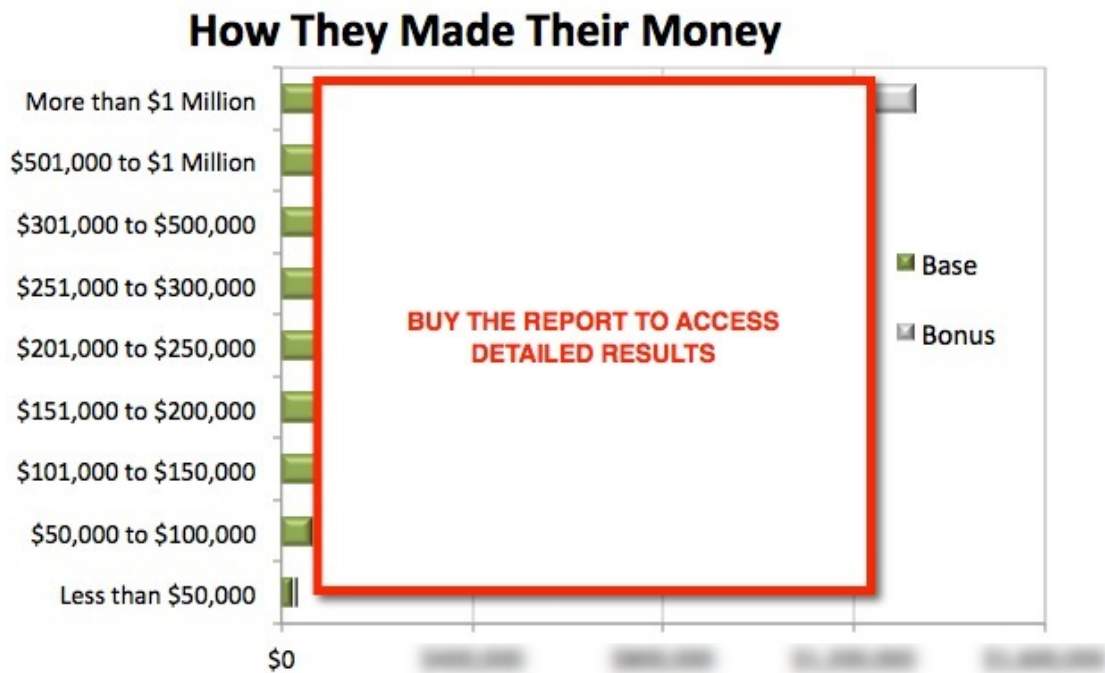 How They Made Their Money
More than $1 Million
$501,000 to $1 Million
$301,000 to $500,000
$251,000 to $300,000
$201,000 to $250,000
$151,000 to $200,000
$101,000 to $150,000
$50,000 to $100,000
Less than $50,000
BUY THE REPORT TO ACCESS
DETAILED RESULTS
Base
Bonus
$0